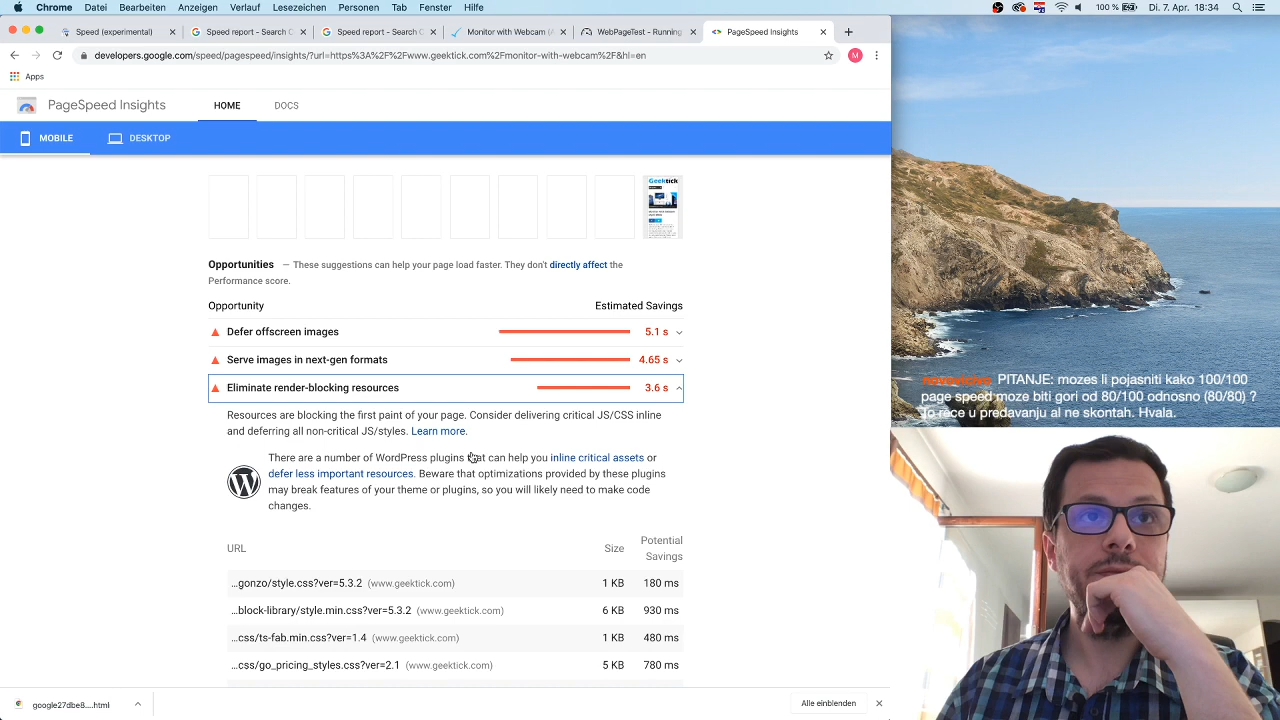 Chrome Datei Bearbeiten Anzeigen Verlauf Lesezeichen Personen Tab Fenster Hilfe 100 % Di. 7. Apr. 18:34
Speed (experimental) Speed report - Search C Speed report - Search C Monitor with Webcam (A WebPageTest - Running PageSpeed Insights
developers.google.com/speed/pagespeed/insights/?url=https%3A%2F%2Fwww.geektick.com%2Fmonitor-with-webcam%2F&hl=en M
Apps
PageSpeed Insights HOME DOCS
MOBILE DESKTOP
Geektick
Opportunities — These suggestions can help your page load faster. They don't directly affect the
Performance score.
Opportunity Estimated Savings
Defer offscreen images 5.1 s
Serve images in next-gen formats 4.65 s
Eliminate render-blocking resources 3.6 s
Resources are blocking the first paint of your page. Consider delivering critical JS/CSS inline
and deferring all non-critical JS/styles. Learn more.
There are a number of WordPress plugins that can help you inline critical assets or
defer less important resources. Beware that optimizations provided by these plugins
may break features of your theme or plugins, so you will likely need to make code
changes.
URL Size Potential
Savings
...gonzo/style.css?ver=5.3.2 (www.geektick.com) 1 KB 180 ms
...block-library/style.min.css?ver=5.3.2 (www.geektick.com) 6 KB 930 ms
...css/ts-fab.min.css?ver=1.4 (www.geektick.com) 1 KB 480 ms
...css/go_pricing_styles.css?ver=2.1 (www.geektick.com) 5 KB 780 ms
google27dbe8....html Alle einblenden
PITANJE: mozes li pojasniti kako 100/100
page speed moze biti gori od 80/100 odnosno (80/80) ?
To rece u predavanju al ne skontah. Hvala.